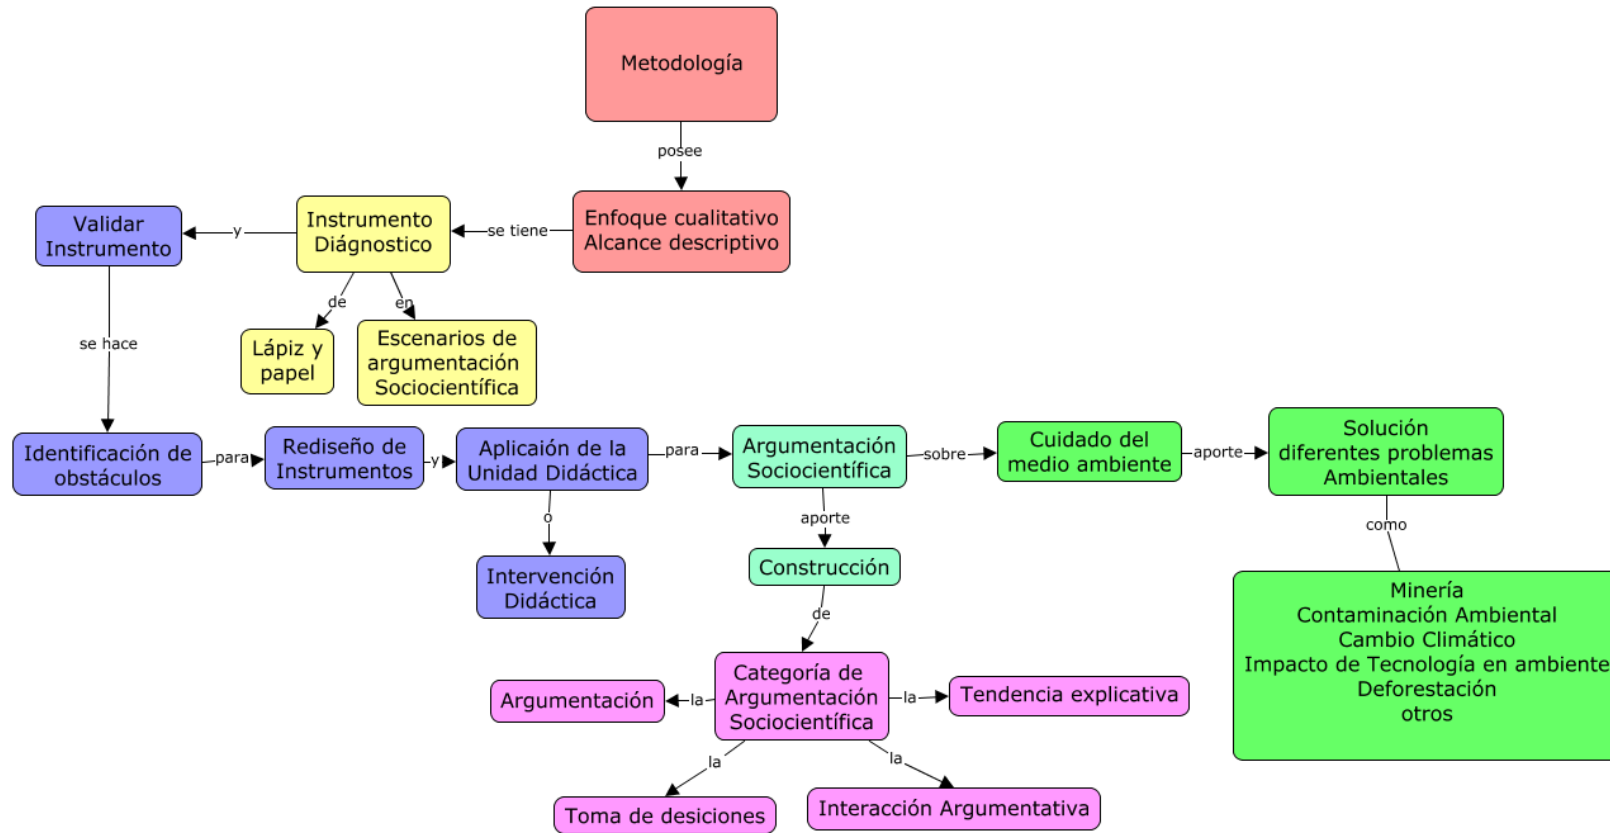 Metodología
posee
Enfoque cualitativo
Alcance descriptivo
se tiene
Instrumento
Diágnostico
y
Validar
Instrumento
de
en
Lápiz y
papel
Escenarios de
argumentación
Sociocientífica
se hace
Identificación de
obstáculos
para
Rediseño de
Instrumentos
y
Aplicaión de la
Unidad Didáctica
o
Intervención
Didáctica
para
Argumentación
Sociocientífica
sobre
Cuidado del
medio ambiente
aporte
Solución
diferentes problemas
Ambientales
como
Minería
Contaminación Ambiental
Cambio Climático
Impacto de Tecnología en ambiente
Deforestación
otros
aporte
Construcción
de
Categoría de
Argumentación
Sociocientífica
la
Argumentación
la
Tendencia explicativa
la
Toma de desiciones
la
Interacción Argumentativa